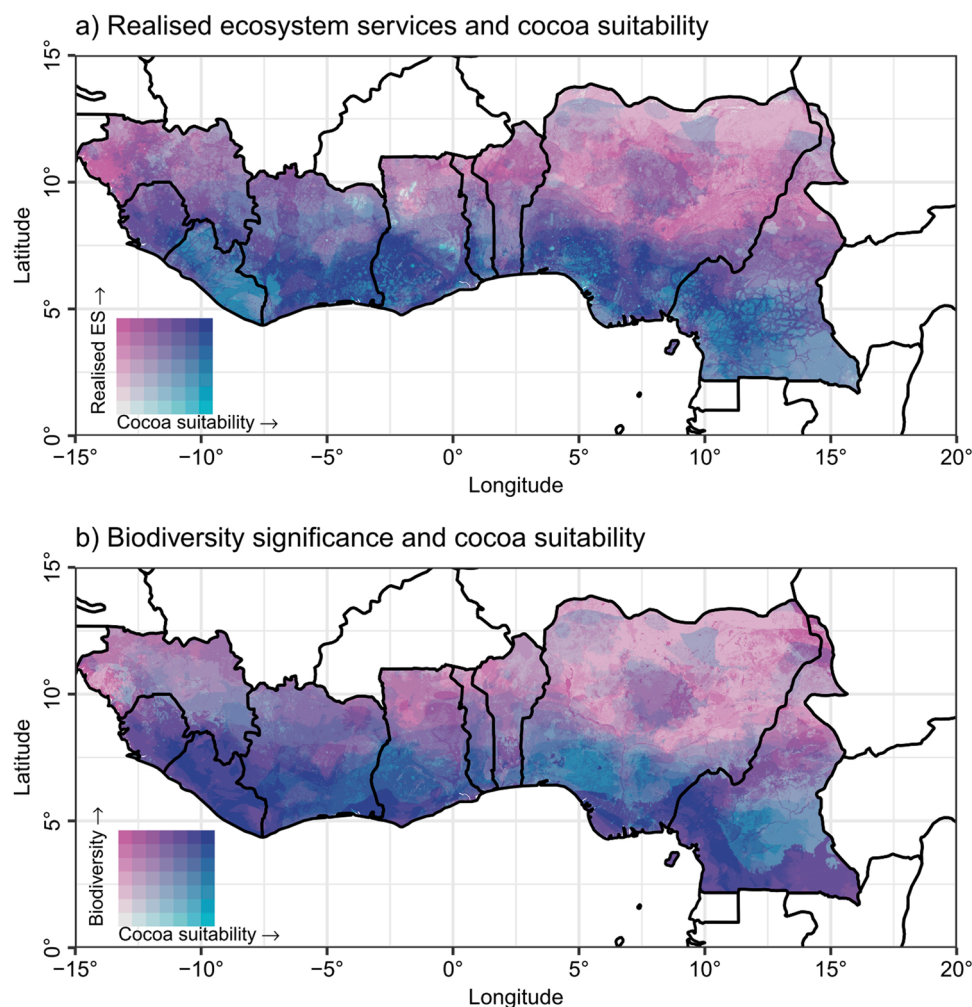 a) Realised ecosystem services and cocoa suitability
15°
10°
5°
0°
Latitude
Realised ES →
Cocoa suitability →
−15° −10° −5° 0° 5° 10° 15° 20°
Longitude
b) Biodiversity significance and cocoa suitability
15°
10°
5°
0°
Latitude
Biodiversity →
Cocoa suitability →
−15° −10° −5° 0° 5° 10° 15° 20°
Longitude